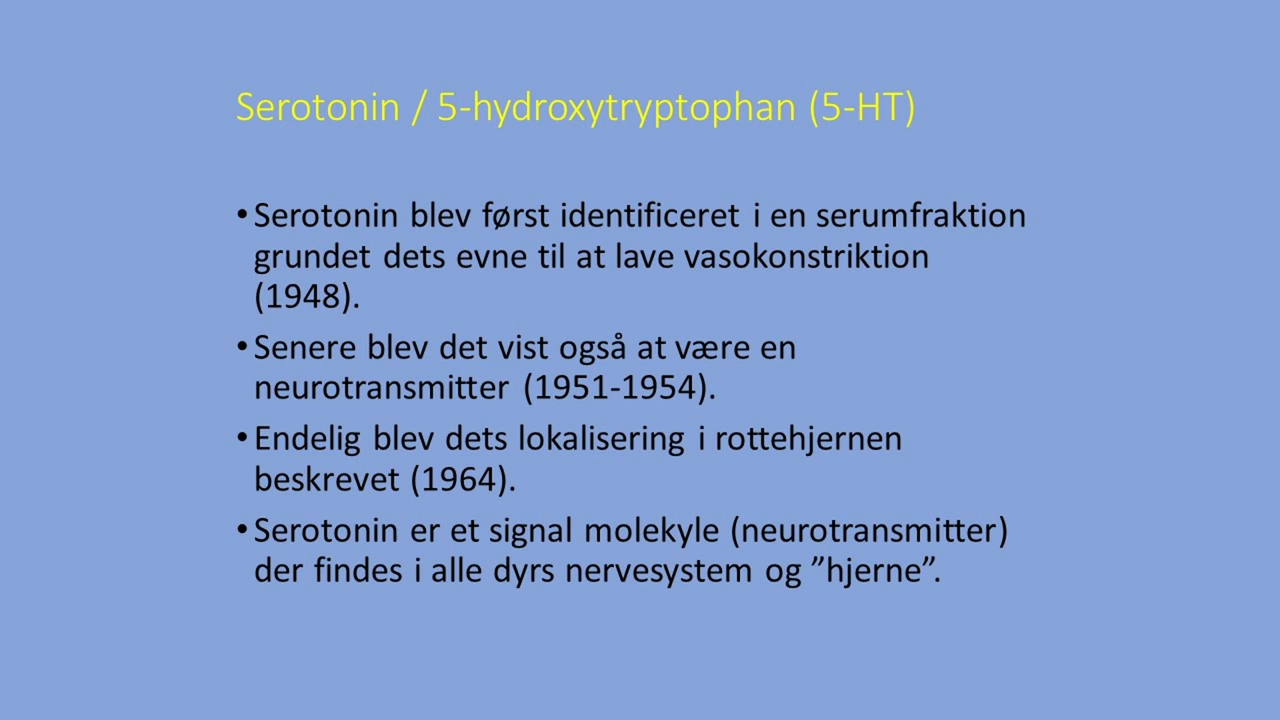 Serotonin / 5-hydroxytryptophan (5-HT)
• Serotonin blev først identificeret i en serumfraktion
grundet dets evne til at lave vasokonstriktion
(1948).
• Senere blev det vist også at være en
neurotransmitter (1951-1954).
• Endelig blev dets lokalisering i rottehjernen
beskrevet (1964).
• Serotonin er et signal molekyle (neurotransmitter)
der findes i alle dyrs nervesystem og ”hjerne”.